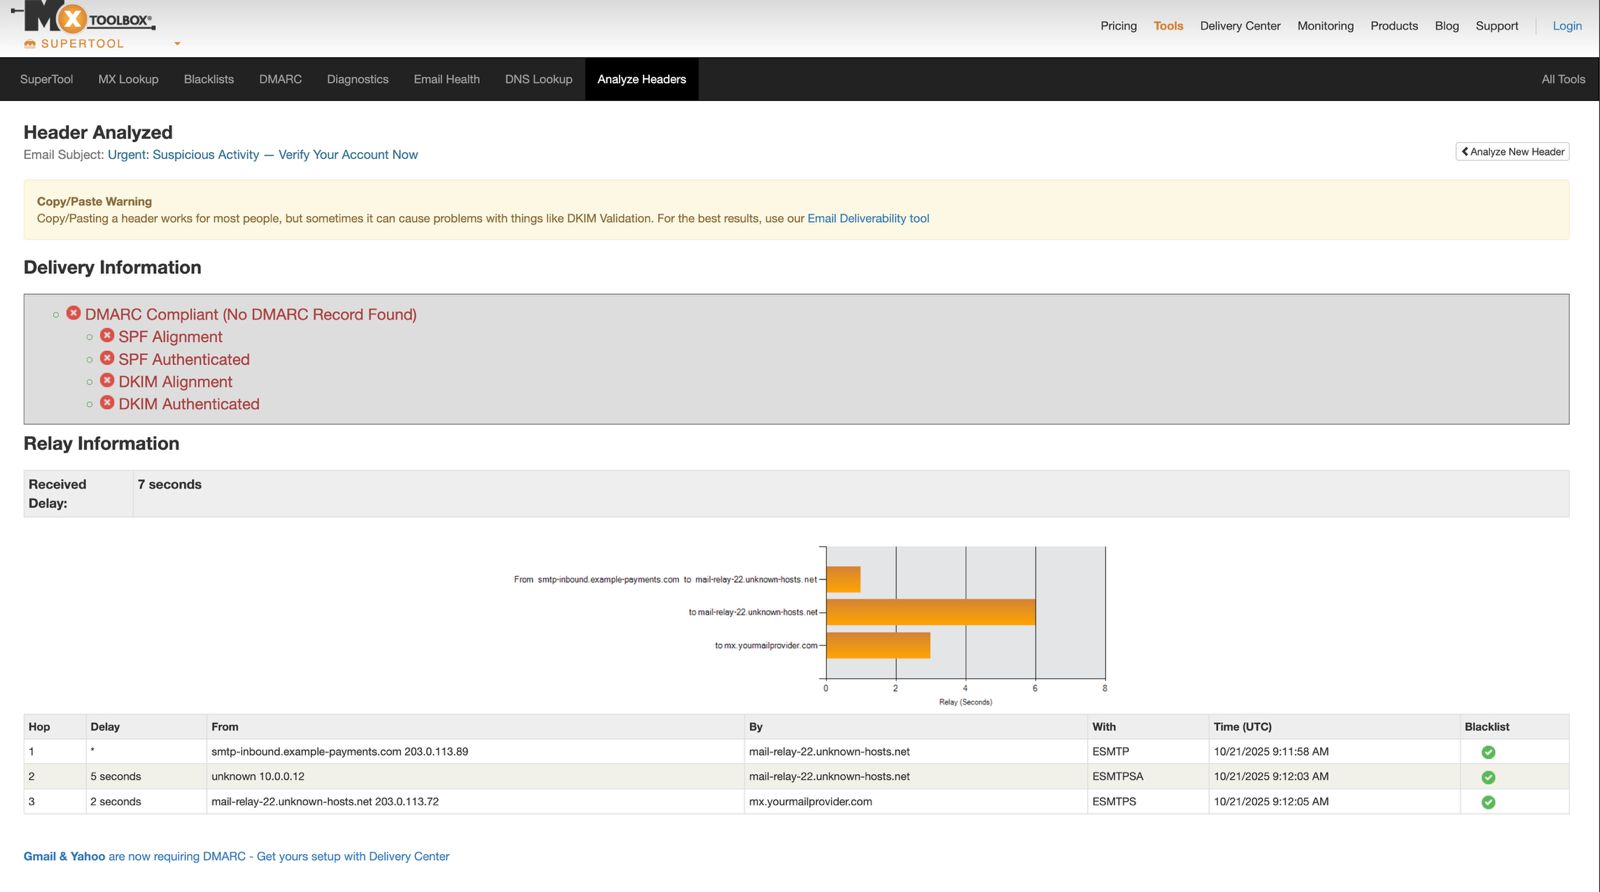 MX TOOLBOX®
SUPERTOOL
Pricing Tools Delivery Center Monitoring Products Blog Support Login
SuperTool MX Lookup Blacklists DMARC Diagnostics Email Health DNS Lookup Analyze Headers All Tools
Header Analyzed
Email Subject: Urgent: Suspicious Activity — Verify Your Account Now
Analyze New Header
Copy/Paste Warning
Copy/Pasting a header works for most people, but sometimes it can cause problems with things like DKIM Validation. For the best results, use our Email Deliverability tool
Delivery Information
DMARC Compliant (No DMARC Record Found)
SPF Alignment
SPF Authenticated
DKIM Alignment
DKIM Authenticated
Relay Information
Received Delay: 7 seconds
From smtp-inbound.example-payments.com to mail-relay-22.unknown-hosts.net
to mail-relay-22.unknown-hosts.net
to mx.yourmailprovider.com
0 2 4 6 8
Relay (Seconds)
Hop Delay From By With Time (UTC) Blacklist
1 * smtp-inbound.example-payments.com 203.0.113.89 mail-relay-22.unknown-hosts.net ESMTP 10/21/2025 9:11:58 AM
2 5 seconds unknown 10.0.0.12 mail-relay-22.unknown-hosts.net ESMTPSA 10/21/2025 9:12:03 AM
3 2 seconds mail-relay-22.unknown-hosts.net 203.0.113.72 mx.yourmailprovider.com ESMTPS 10/21/2025 9:12:05 AM
Gmail & Yahoo are now requiring DMARC - Get yours setup with Delivery Center